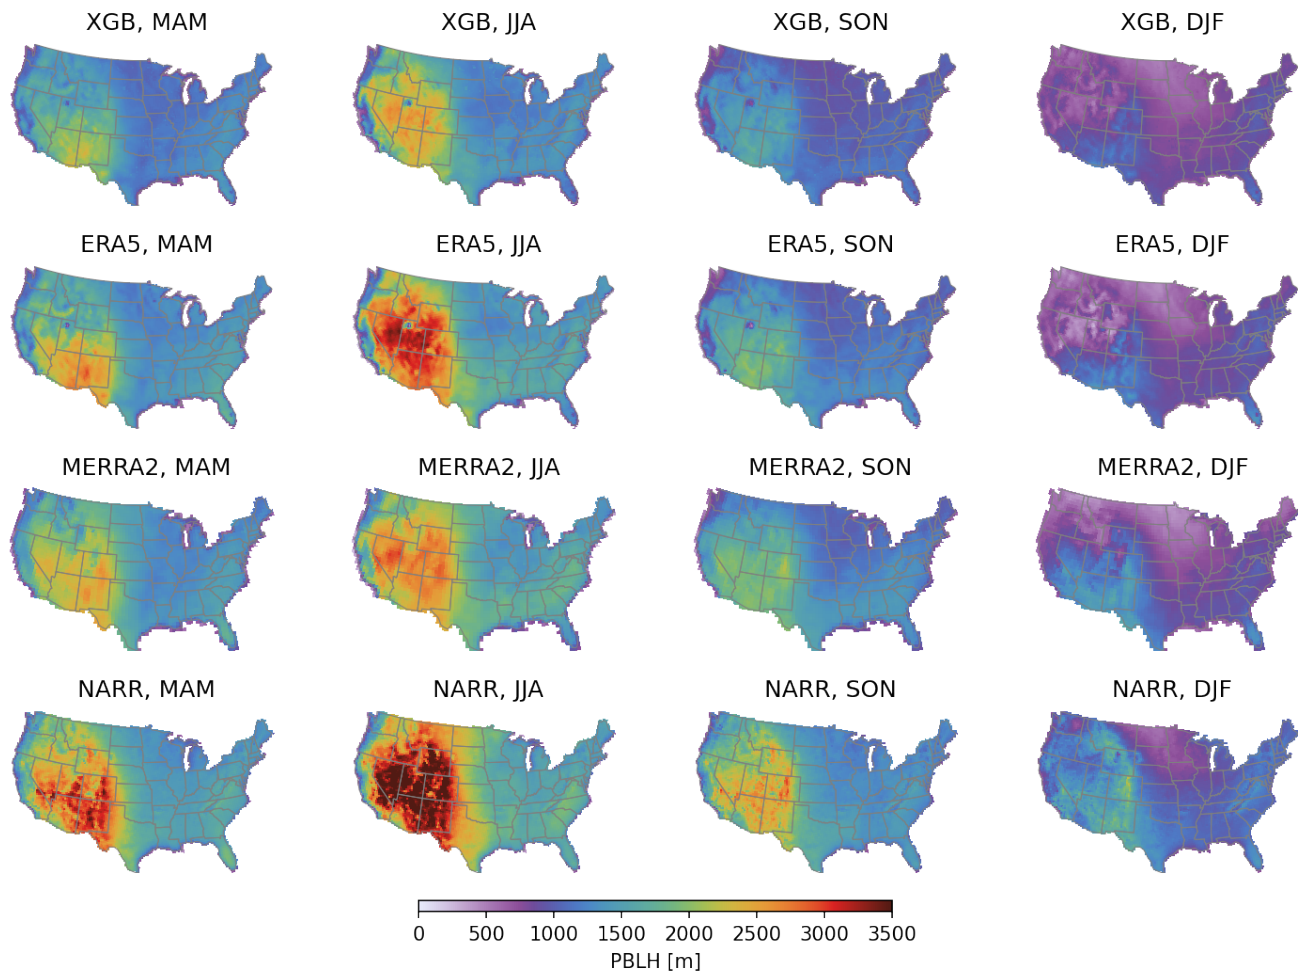 XGB, MAM
XGB, JJA
XGB, SON
XGB, DJF
ERA5, MAM
ERA5, JJA
ERA5, SON
ERA5, DJF
MERRA2, MAM
MERRA2, JJA
MERRA2, SON
MERRA2, DJF
NARR, MAM
NARR, JJA
NARR, SON
NARR, DJF
0 500 1000 1500 2000 2500 3000 3500
PBLH [m]